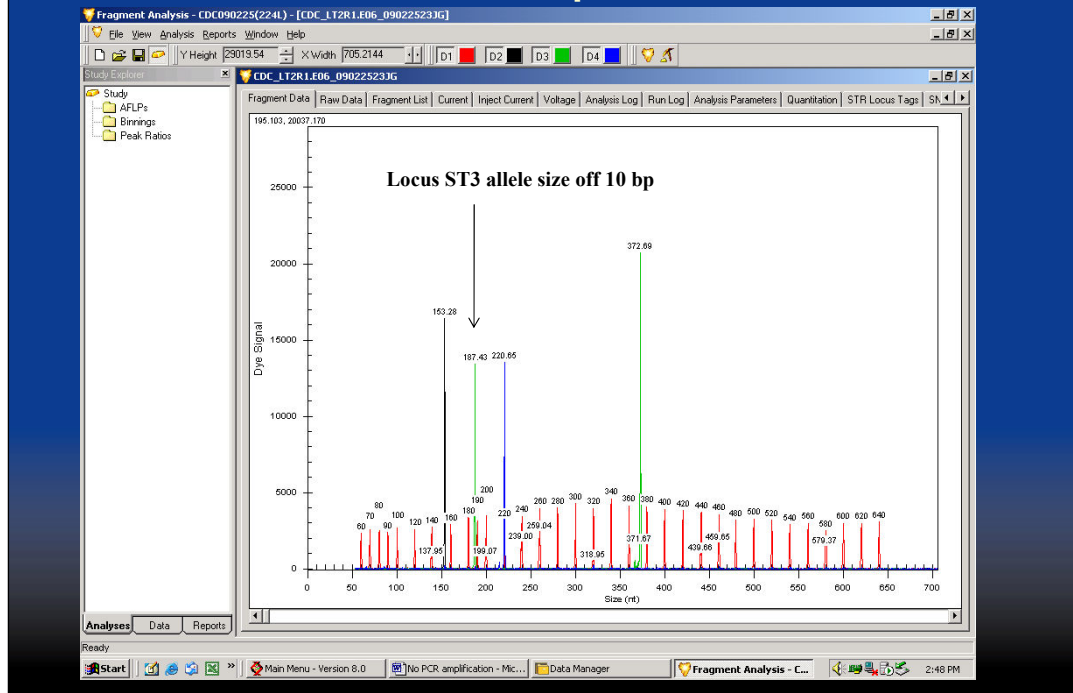 Fragment Analysis - CDC090225(224L) - [CDC_LT2R1.E06_09022523JG]
File View Analysis Reports Window Help
Y Height 29019.54 X Width 705.2144 D1 D2 D3 D4
Study Explorer
CDC_LT2R1.E06_09022523JG
Study
AFLPs
Binnings
Peak Ratios
Fragment Data Raw Data Fragment List Current Inject Current Voltage Analysis Log Run Log Analysis Parameters Quantitation STR Locus Tags
195.103, 20037.170
Locus ST3 allele size off 10 bp
25000
372.69
20000
153.28
Dye Signal
15000
187.43 220.65
10000
5000
60 70 80 90 100 120 140 160 180 190 200 220 240 260 280 300 320 340 360 380 400 420 440 460 480 500 520 540 560 580 600 620 640
137.95 199.07 239.00 259.04 318.95 371.67 439.66 459.65 579.37
0
0 50 100 150 200 250 300 350 400 450 500 550 600 650 700
Size (nt)
Analyses Data Reports
Ready
Start » Main Menu - Version 8.0 No PCR amplification - Mic... Data Manager Fragment Analysis - C... 2:48 PM